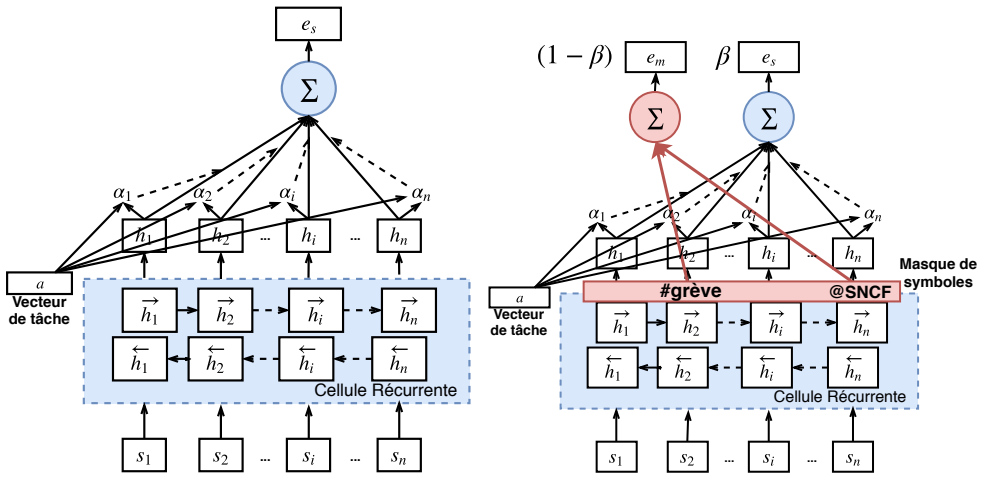 e_s
Σ
α_1 α_2 α_i α_n
h_1 h_2 ... h_i ... h_n
a
Vecteur
de tâche
→h_1 →h_2 →h_i →h_n
←h_1 ←h_2 ←h_i ←h_n
Cellule Récurrente
s_1 s_2 ... s_i ... s_n
(1 − β) e_m β e_s
Σ Σ
α_1 α_2 α_i α_n
h_1 h_2 ... h_i ... h_n
Masque de
symboles
a
Vecteur
de tâche
#grève @SNCF
→h_1 →h_2 →h_i →h_n
←h_1 ←h_2 ←h_i ←h_n
Cellule Récurrente
s_1 s_2 ... s_i ... s_n